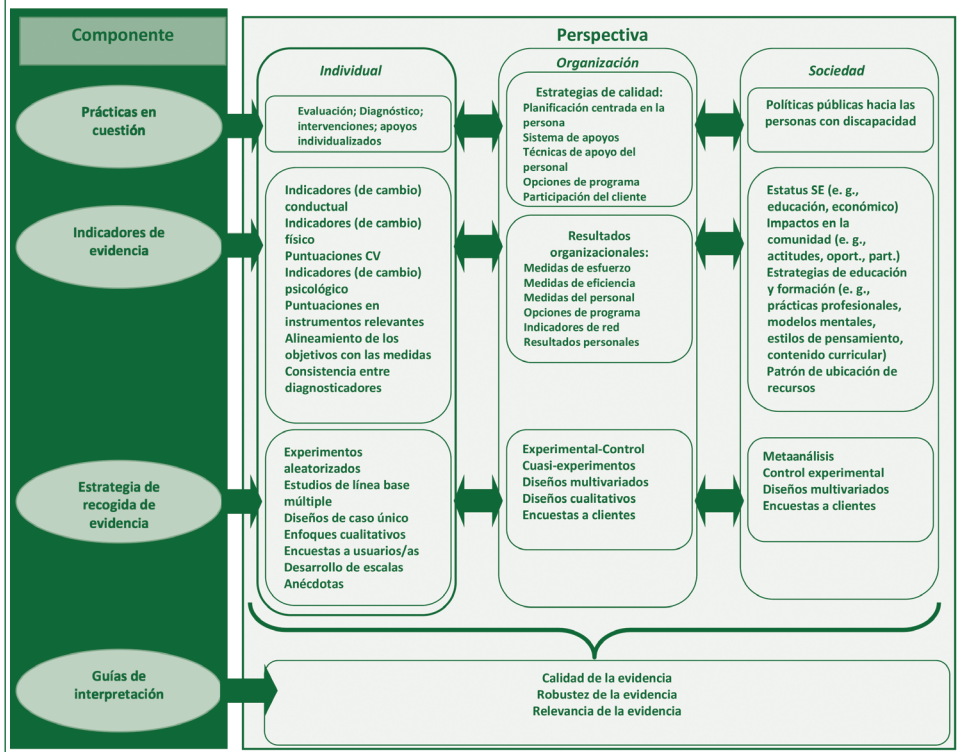 Componente
Perspectiva
Individual
Organización
Sociedad
Prácticas en
cuestión
Evaluación; Diagnóstico;
intervenciones; apoyos
individualizados
Estrategias de calidad:
Planificación centrada en la
persona
Sistema de apoyos
Técnicas de apoyo del
personal
Opciones de programa
Participación del cliente
Políticas públicas hacia las
personas con discapacidad
Indicadores de
evidencia
Indicadores (de cambio)
conductual
Indicadores (de cambio)
físico
Puntuaciones CV
Indicadores (de cambio)
psicológico
Puntuaciones en
instrumentos relevantes
Alineamiento de los
objetivos con las medidas
Consistencia entre
diagnosticadores
Resultados
organizacionales:
Medidas de esfuerzo
Medidas de eficiencia
Medidas del personal
Opciones de programa
Indicadores de red
Resultados personales
Estatus SE (e. g.,
educación, económico)
Impactos en la
comunidad (e. g.,
actitudes, oport., part.)
Estrategias de educación
y formación (e. g.,
prácticas profesionales,
modelos mentales,
estilos de pensamiento,
contenido curricular)
Patrón de ubicación de
recursos
Estrategia de
recogida de
evidencia
Experimentos
aleatorizados
Estudios de línea base
múltiple
Diseños de caso único
Enfoques cualitativos
Encuestas a usuarios/as
Desarrollo de escalas
Anécdotas
Experimental-Control
Cuasi-experimentos
Diseños multivariados
Diseños cualitativos
Encuestas a clientes
Metaanálisis
Control experimental
Diseños multivariados
Encuestas a clientes
Guías de
interpretación
Calidad de la evidencia
Robustez de la evidencia
Relevancia de la evidencia